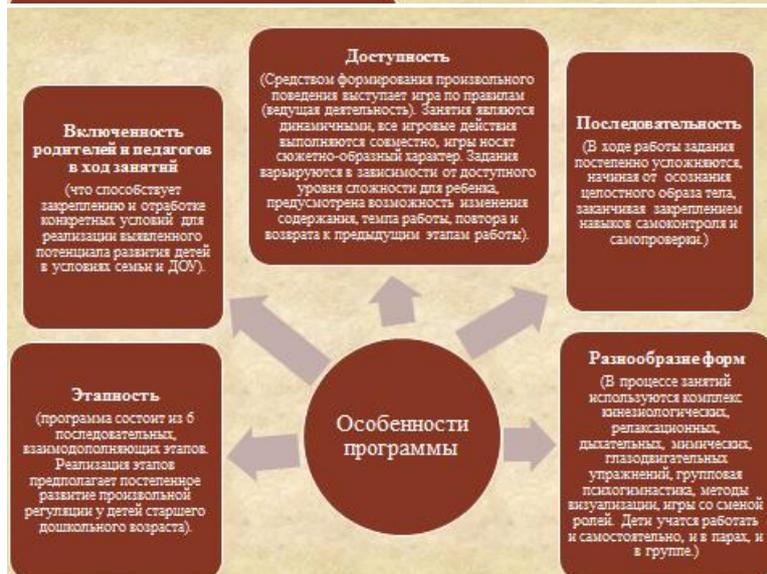 Доступность
(Средством формирования произвольного
поведения выступает игра по правилам
(ведущая деятельность). Занятия являются
динамичными, все игровые действия
выполняются совместно, игры носят
сюжетно-образный характер. Задания
варьируются в зависимости от доступного
уровня сложности для ребенка,
предусмотрена возможность изменения
содержания, темпа работы, повтора и
возврата к предыдущим этапам работы).
Включенность
родителей и педагогов
в ход занятий
(что способствует
закреплению и отработке
конкретных условий для
реализации выявленного
потенциала развития детей
в условиях семьи и ДОУ).
Последовательность
(В ходе работы задания
постепенно усложняются,
начиная от осознания
целостного образа тела,
заканчивая закреплением
навыков самоконтроля и
самопроверки.)
Этапность
(программа состоит из 6
последовательных,
взаимодополняющих этапов.
Реализация этапов
предполагает постепенное
развитие произвольной
регуляции у детей старшего
дошкольного возраста).
Особенности
программы
Разнообразие форм
(В процессе занятий
используются комплекс
кинезиологических,
релаксационных,
дыхательных, мимических,
глазодвигательных
упражнений, групповая
психогимнастика, методы
визуализации, игры со сменой
ролей. Дети учатся работать
и самостоятельно, и в парах, и
в группе.)